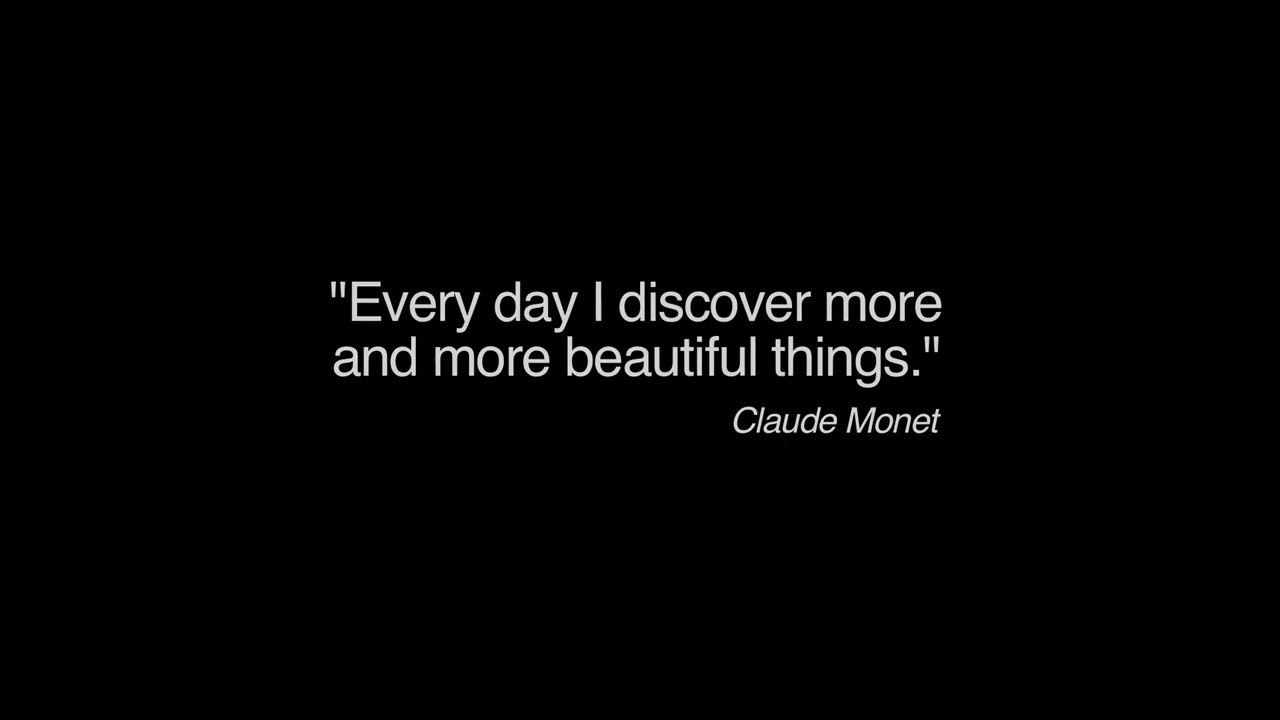 "Every day I discover more
and more beautiful things."
Claude Monet